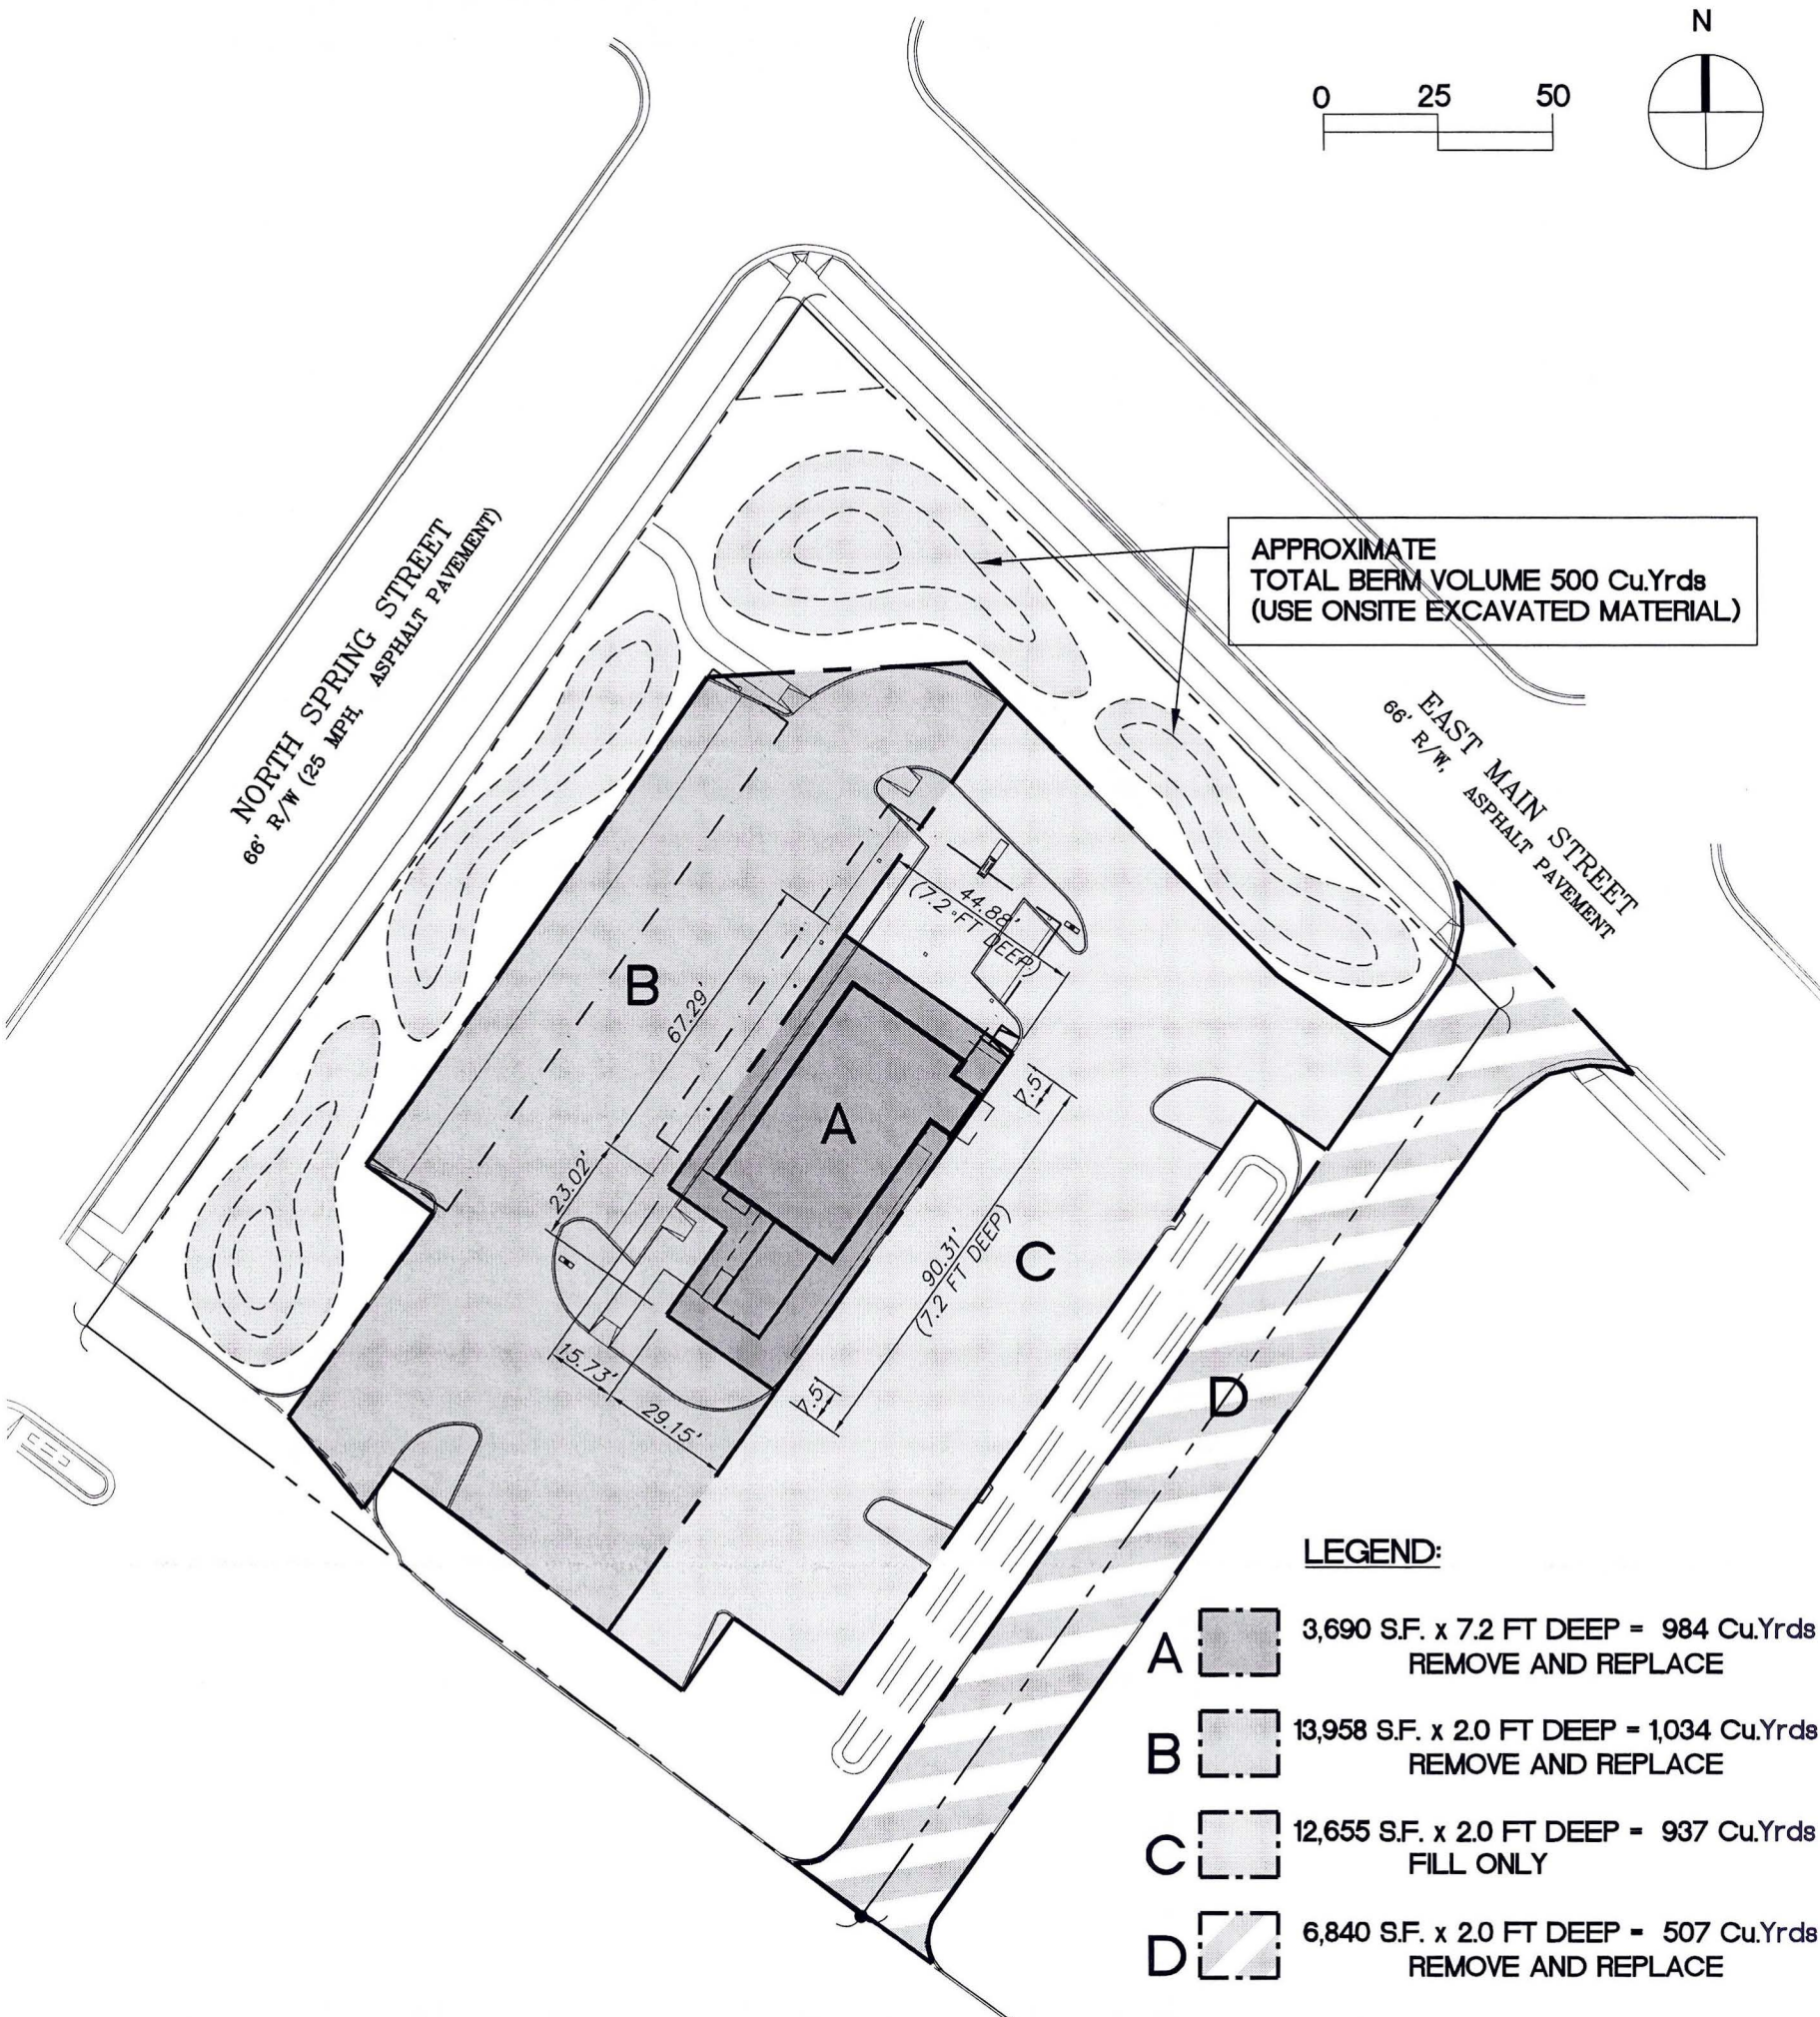 N
0 25 50
APPROXIMATE
TOTAL BERM VOLUME 500 Cu.Yrds
(USE ONSITE EXCAVATED MATERIAL)
NORTH SPRING STREET
66' R/W (25 MPH, ASPHALT PAVEMENT)
EAST MAIN STREET
66' R/W, ASPHALT PAVEMENT
44.88'
(7.2 FT DEEP)
B
67.29'
A
7.5'
23.02'
90.31'
(7.2 FT DEEP)
C
15.73'
29.15'
7.5'
D
LEGEND:
A 3,690 S.F. x 7.2 FT DEEP = 984 Cu.Yrds
REMOVE AND REPLACE
B 13,958 S.F. x 2.0 FT DEEP = 1,034 Cu.Yrds
REMOVE AND REPLACE
C 12,655 S.F. x 2.0 FT DEEP = 937 Cu.Yrds
FILL ONLY
D 6,840 S.F. x 2.0 FT DEEP = 507 Cu.Yrds
REMOVE AND REPLACE